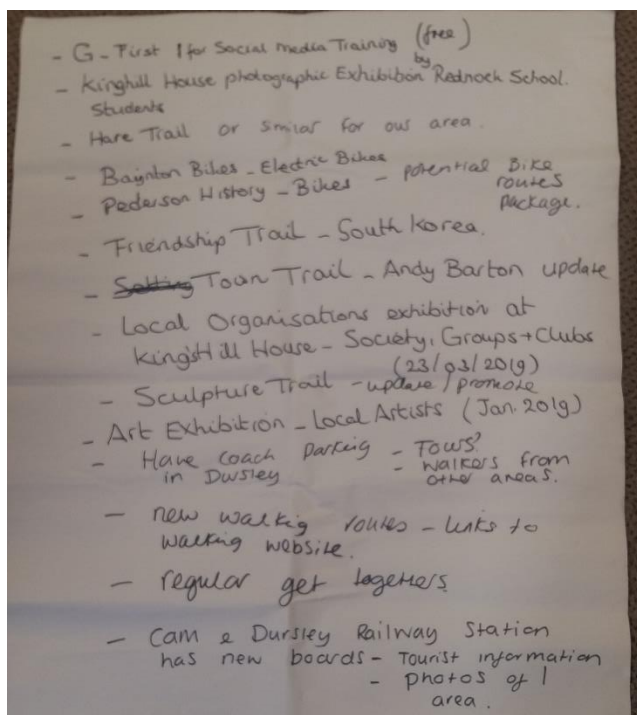 - G-First 1 for Social media Training (free)
- Kinghill House photographic Exhibition by Rednock School.
Students
- Hare Trail or similar for our area.
- Baynton Bikes - Electric Bikes
- Pederson History - Bikes - potential Bike
routes
package.
- Friendship Trail - South Korea.
- Town Trail - Andy Barton update
- Local Organisations exhibition at
King'sHill House - Society, Groups + Clubs
(23/03/2019)
- Sculpture Trail - update / promote
- Art Exhibition - Local Artists (Jan. 2019)
- Have coach parking - Tours?
in Dursley - walkers from
other areas.
- new walkig routes - links to
walking website.
- regular get togethers
- Cam & Dursley Railway Station
has new boards - Tourist information
- photos of
area.